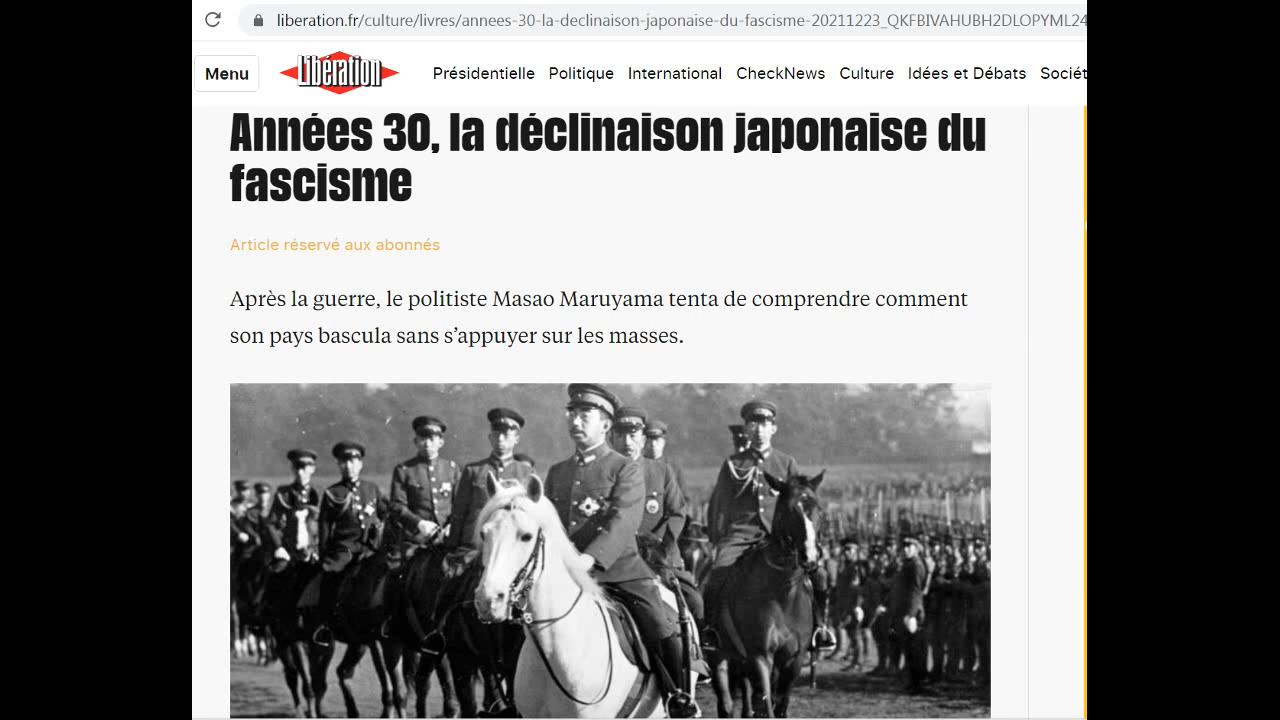 liberation.fr/culture/livres/annees-30-la-declinaison-japonaise-du-fascisme-20211223_QKFBIVAHUBH2DLOPYML24
Menu
Libération
Présidentielle Politique International CheckNews Culture Idées et Débats Sociét
Années 30, la déclinaison japonaise du
fascisme
Article réservé aux abonnés
Après la guerre, le politiste Masao Maruyama tenta de comprendre comment
son pays bascula sans s’appuyer sur les masses.